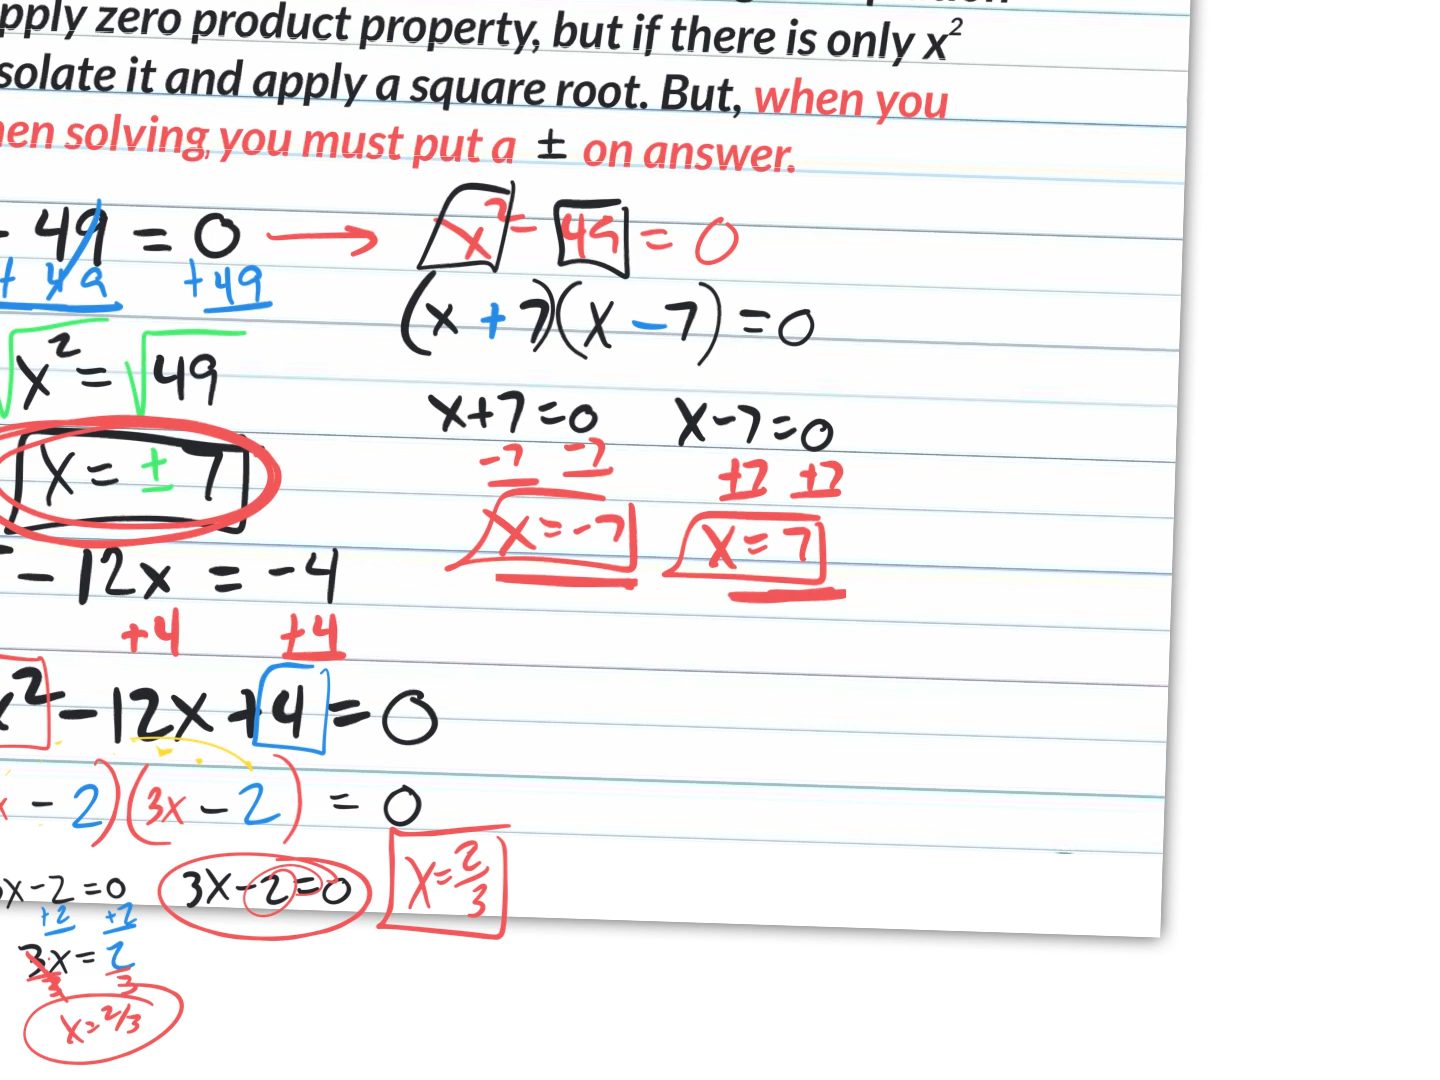 pply zero product property, but if there is only x²
solate it and apply a square root. But, when you
en solving you must put a ± on answer.
- 49 = 0 → x² - 49 = 0
+ 49 +49
(x + 7)(x - 7) = 0
√x² = √49
x+7=0 x-7=0
-7 -7 +7 +7
x = ± 7
x = -7 x = 7
- 12x = -4
+4 +4
x² - 12x + 4 = 0
x - 2)(3x - 2) = 0
x-2=0 3x-2=0 x=2/3
+2 +2
3x = 2
3 3
x=2/3